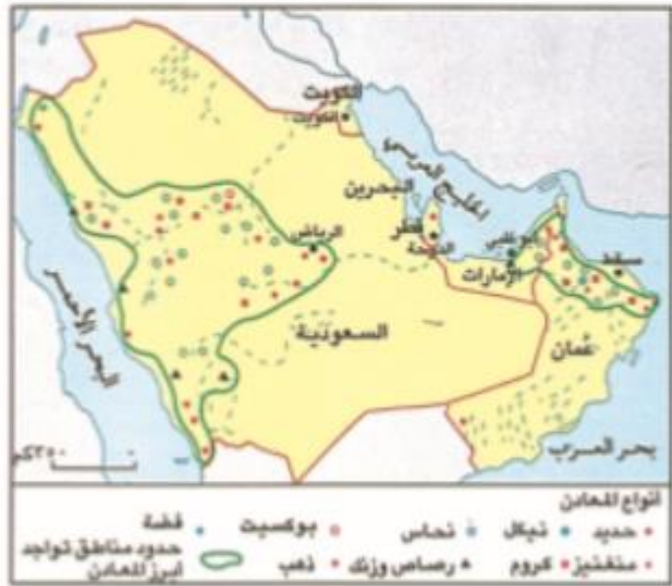 الكويت
الكويت
الخليج العربي
البحرين
قطر
الدوحة
أبوظبي
الإمارات
مسقط
الرياض
السعودية
عُمان
البحر الأحمر
بحر العرب
٢٥٠كم
أنواع المعادن
حديد
نيكل
نحاس
بوكسيت
فضة
منغنيز
كروم
رصاص وزنك
ذهب
حدود مناطق تواجد
أبرز المعادن